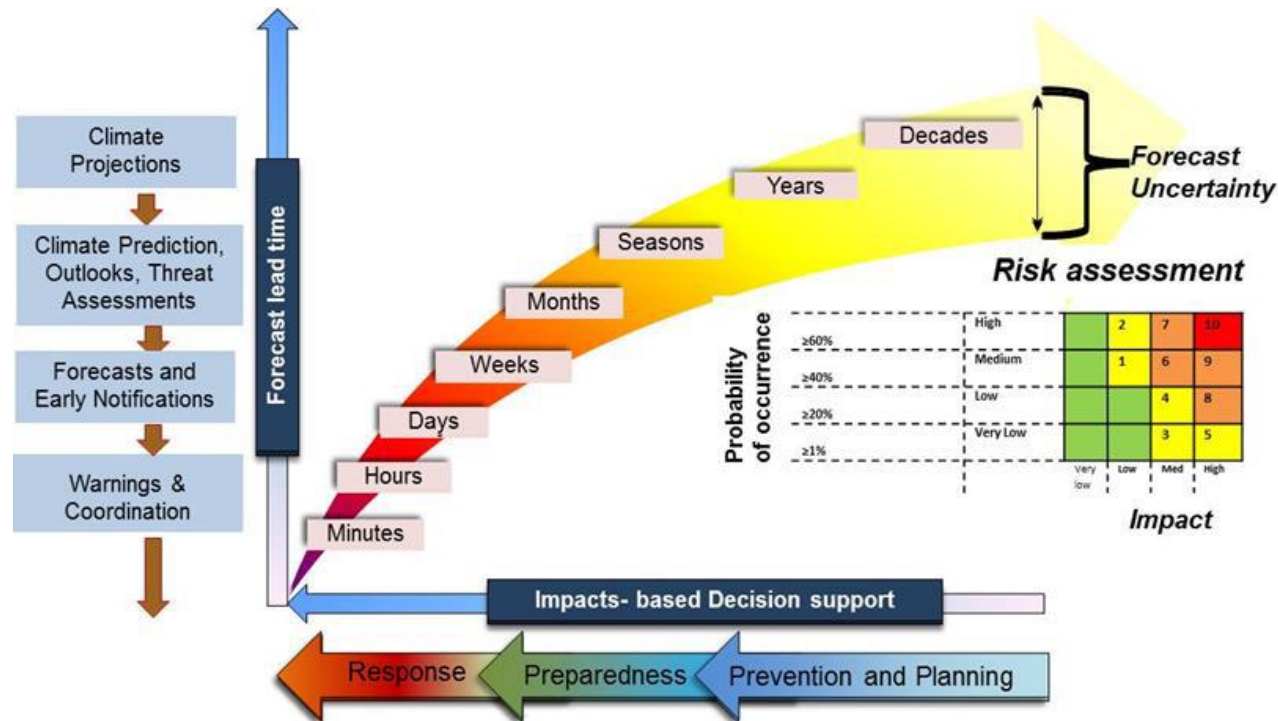 Climate
Projections
Climate Prediction,
Outlooks, Threat
Assessments
Forecasts and
Early Notifications
Warnings &
Coordination
Forecast lead time
Decades
Years
Seasons
Months
Weeks
Days
Hours
Minutes
Forecast
Uncertainty
Risk assessment
Probability
of occurrence
≥60%
High
2
7
10
≥40%
Medium
1
6
9
≥20%
Low
4
8
≥1%
Very Low
3
5
Very
low
Low
Med
High
Impact
Impacts- based Decision support
Response
Preparedness
Prevention and Planning